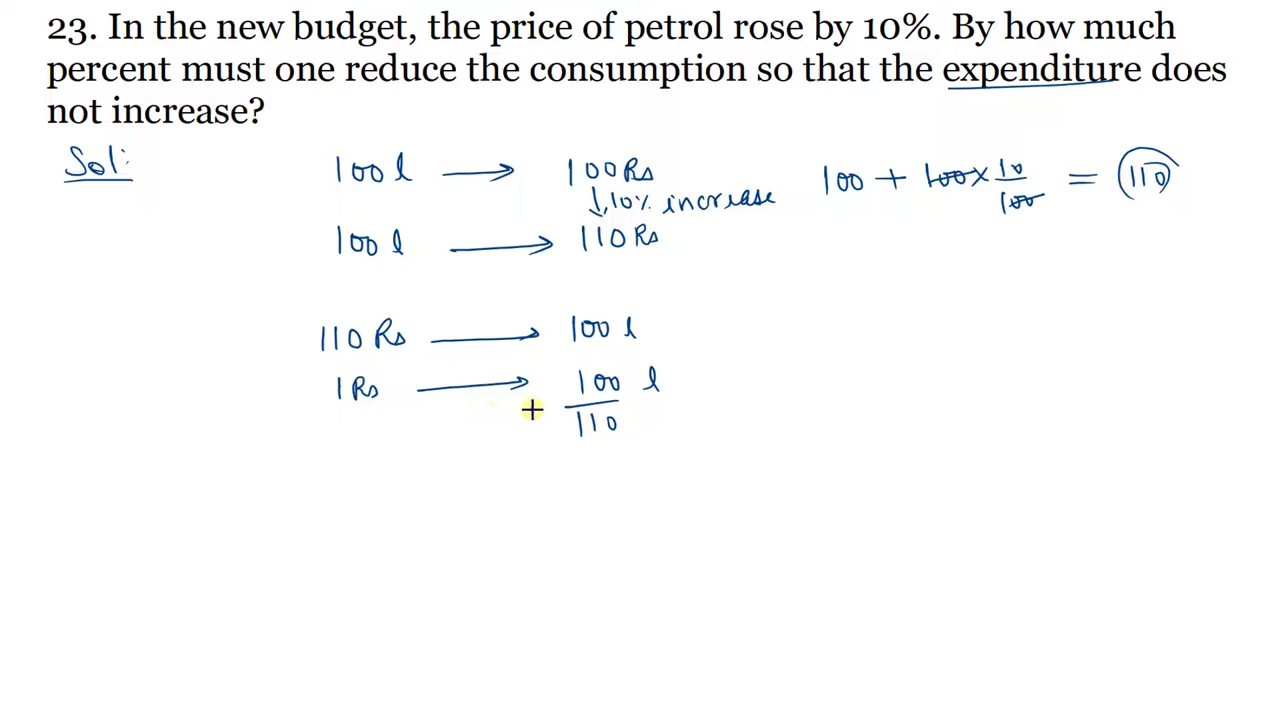 23. In the new budget, the price of petrol rose by 10%. By how much
percent must one reduce the consumption so that the expenditure does
not increase?
Sol:
100 l → 100 Rs
↓ 10% increase
100 + 100 × 10/100 = 110
100 l → 110 Rs
110 Rs → 100 l
1 Rs → 100/110 l